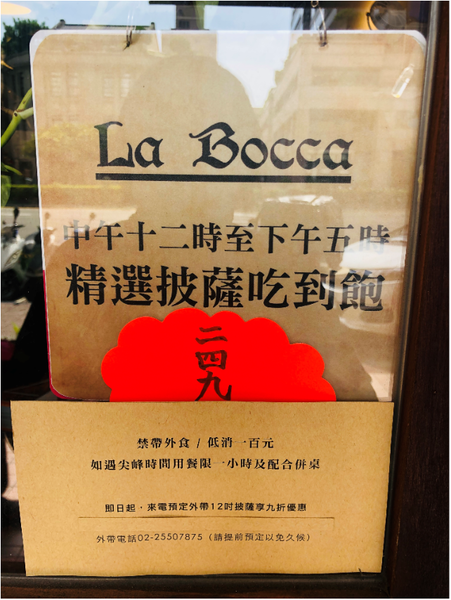 La Bocca
中午十二時至下午五時
精選披薩吃到飽
二四九
禁帶外食 / 低消一百元
如遇尖峰時間用餐限一小時及配合併桌
即日起，來電預定外帶12吋披薩享九折優惠
外帶電話02-25507875（請提前預定以免久候）